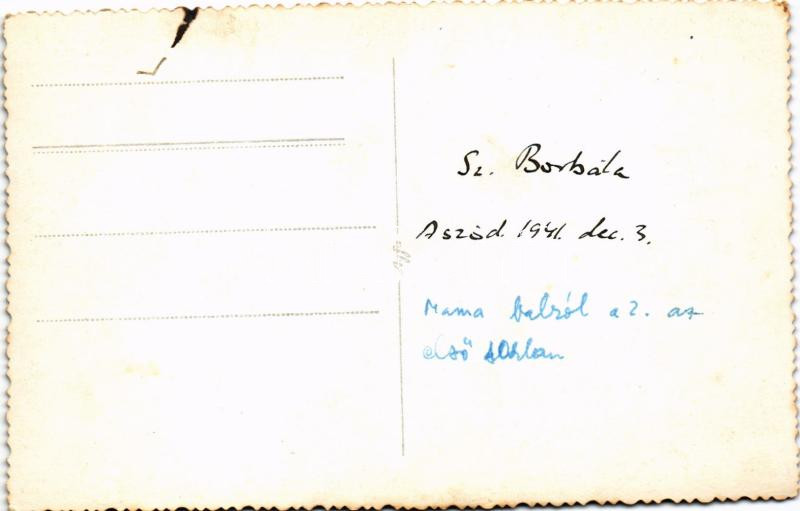 Sz. Borbála
Aszód. 1941. dec. 3.
Mama balról a 2. az
első sorban